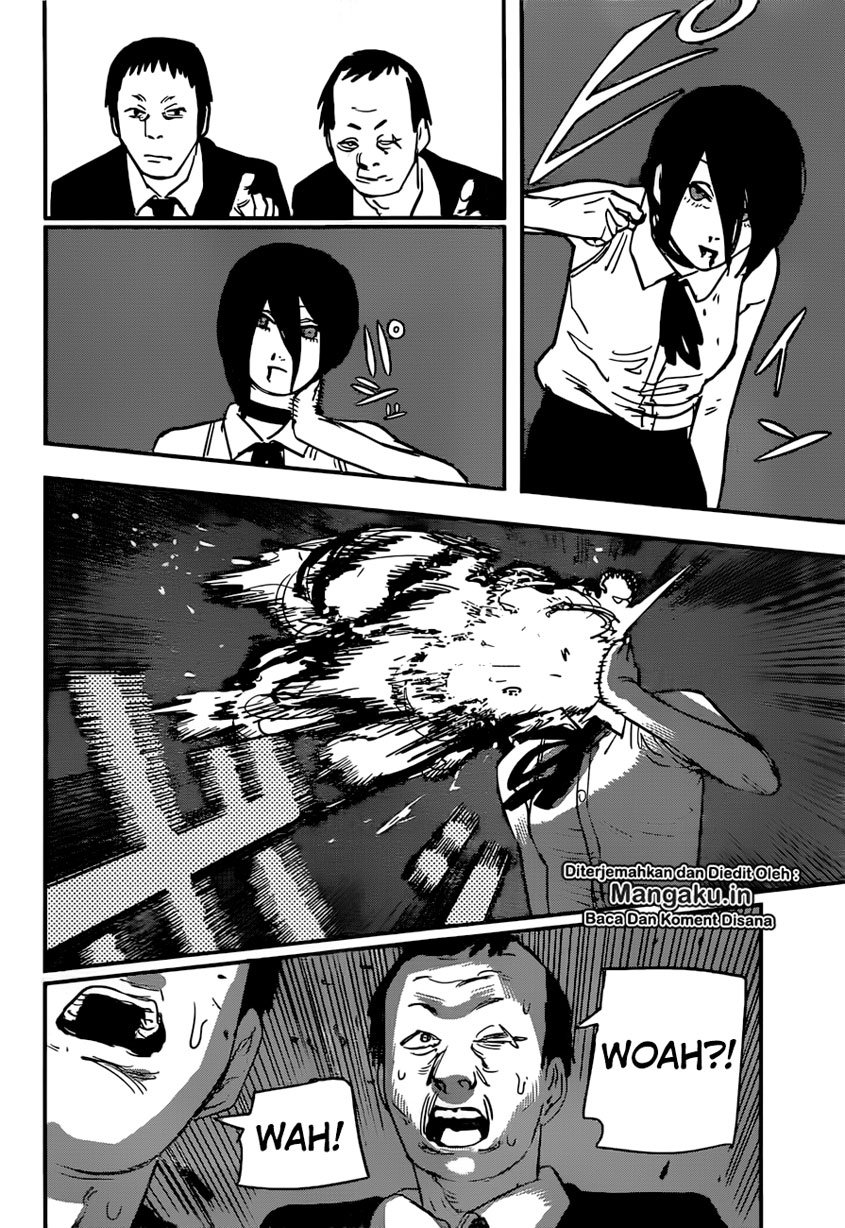 Diterjemahkan dan Diedit Oleh :
Mangaku.in
Baca Dan Koment Disana
WOAH?!
WAH!